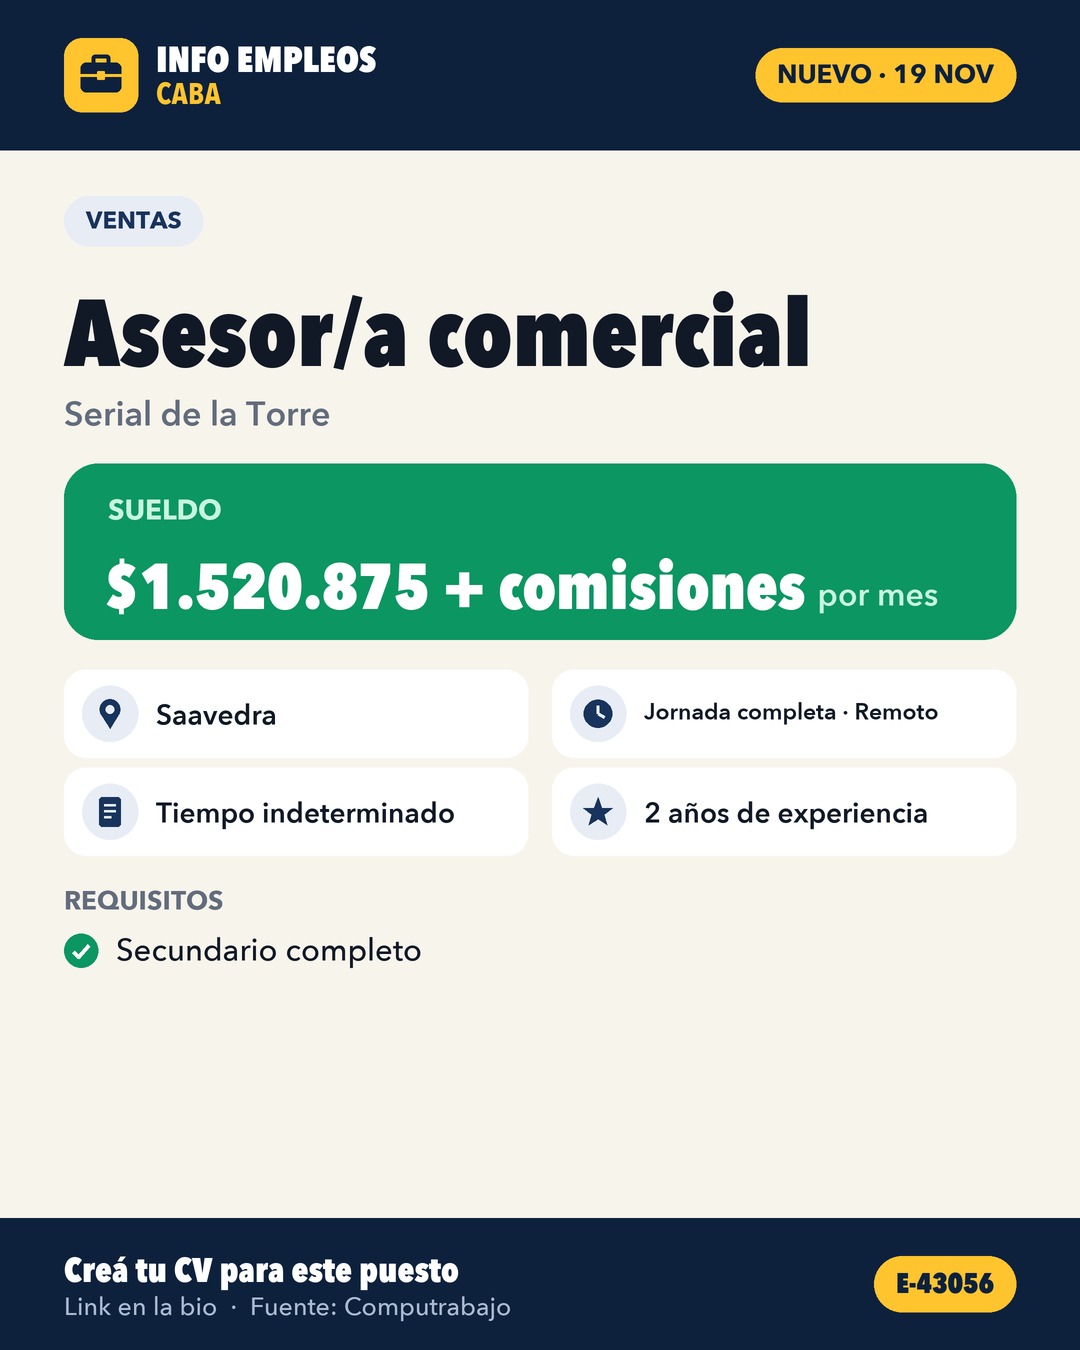 INFO EMPLEOS
CABA
NUEVO · 19 NOV
VENTAS
Asesor/a comercial
Serial de la Torre
SUELDO
$1.520.875 + comisiones por mes
Saavedra
Jornada completa · Remoto
Tiempo indeterminado
2 años de experiencia
REQUISITOS
Secundario completo
Creá tu CV para este puesto
Link en la bio · Fuente: Computrabajo
E-43056